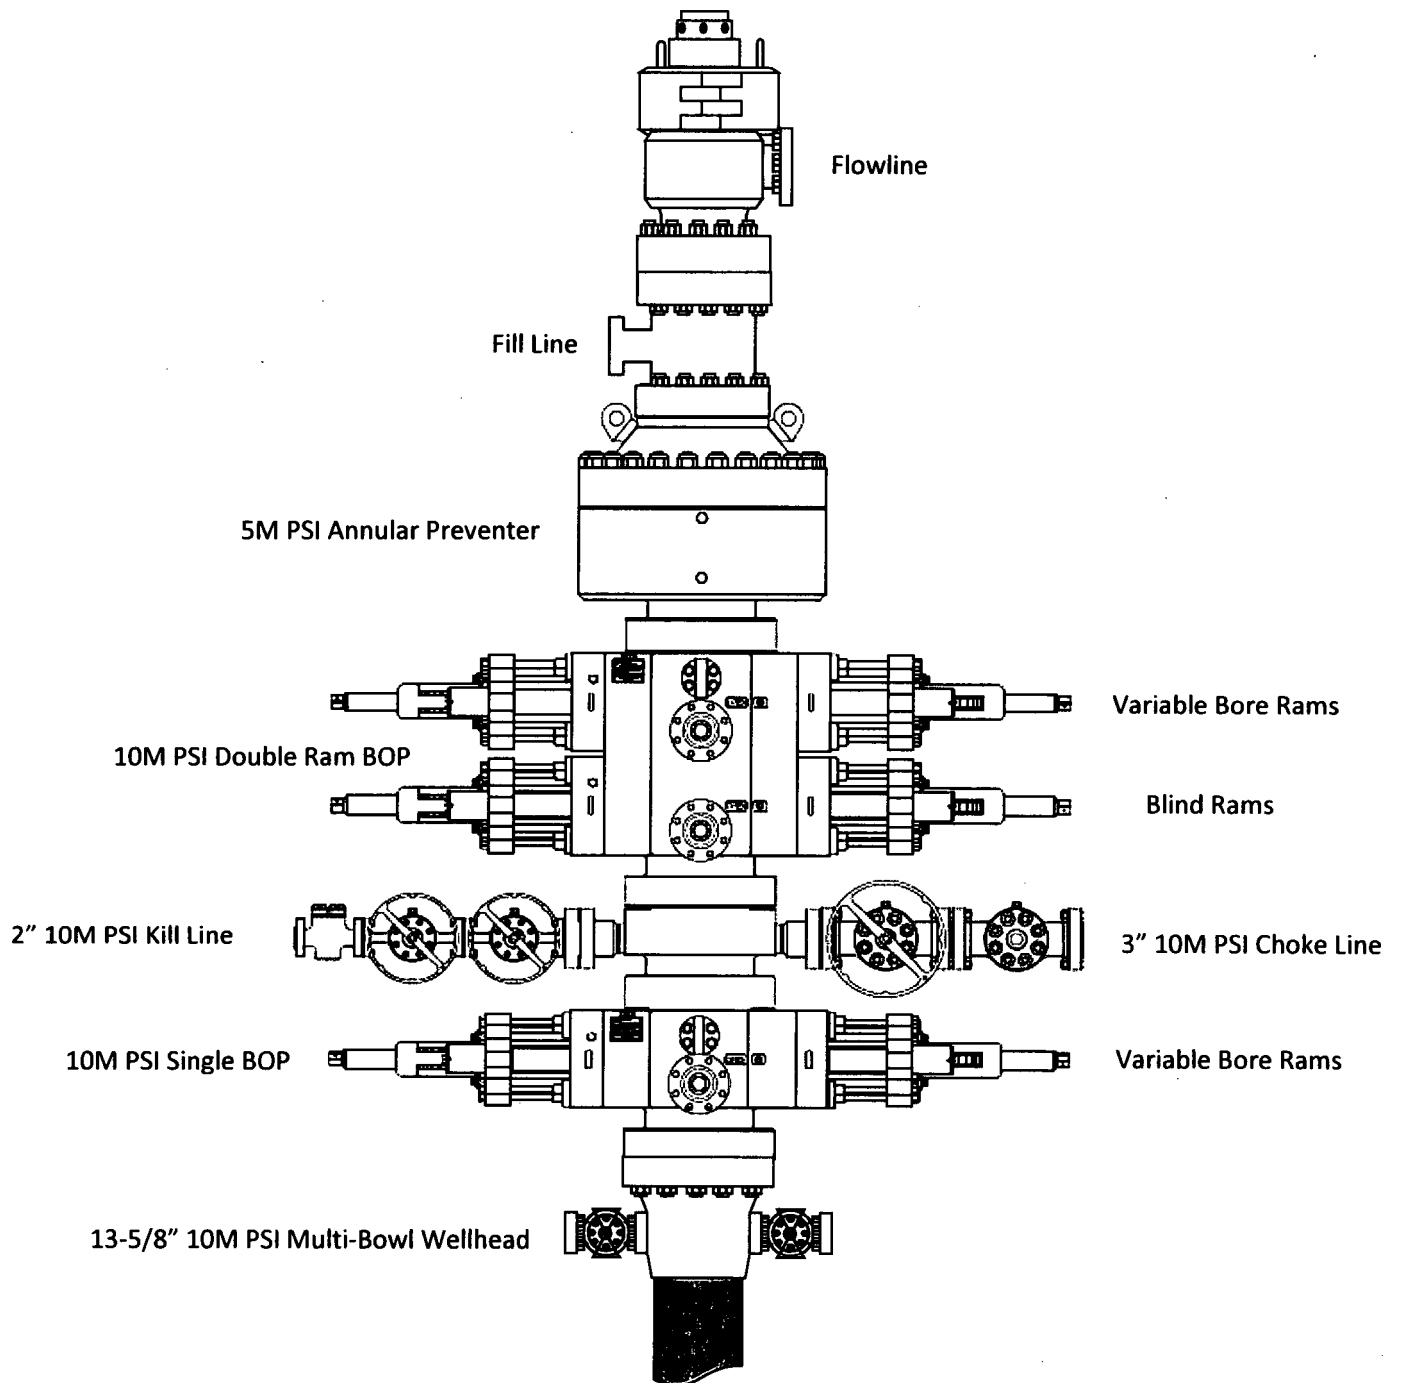 Flowline
Fill Line
5M PSI Annular Preventer
Variable Bore Rams
10M PSI Double Ram BOP
Blind Rams
2” 10M PSI Kill Line
3” 10M PSI Choke Line
10M PSI Single BOP
Variable Bore Rams
13-5/8” 10M PSI Multi-Bowl Wellhead